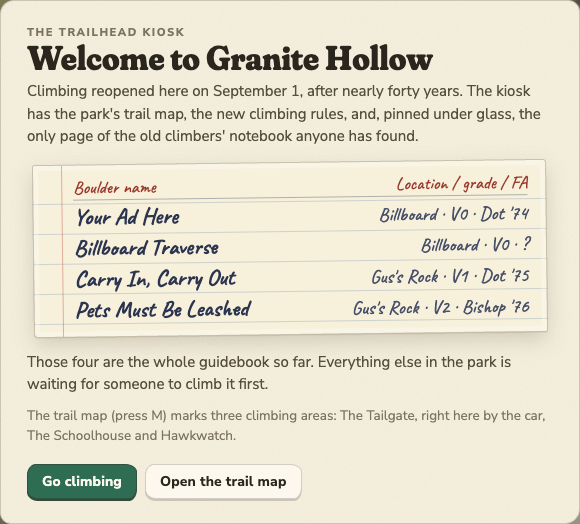 THE TRAILHEAD KIOSK
Welcome to Granite Hollow
Climbing reopened here on September 1, after nearly forty years. The kiosk
has the park's trail map, the new climbing rules, and, pinned under glass, the
only page of the old climbers' notebook anyone has found.
Boulder name Location / grade / FA
Your Ad Here Billboard · V0 · Dot '74
Billboard Traverse Billboard · V0 · ?
Carry In, Carry Out Gus's Rock · V1 · Dot '75
Pets Must Be Leashed Gus's Rock · V2 · Bishop '76
Those four are the whole guidebook so far. Everything else in the park is
waiting for someone to climb it first.
The trail map (press M) marks three climbing areas: The Tailgate, right here by the car,
The Schoolhouse and Hawkwatch.
Go climbing Open the trail map